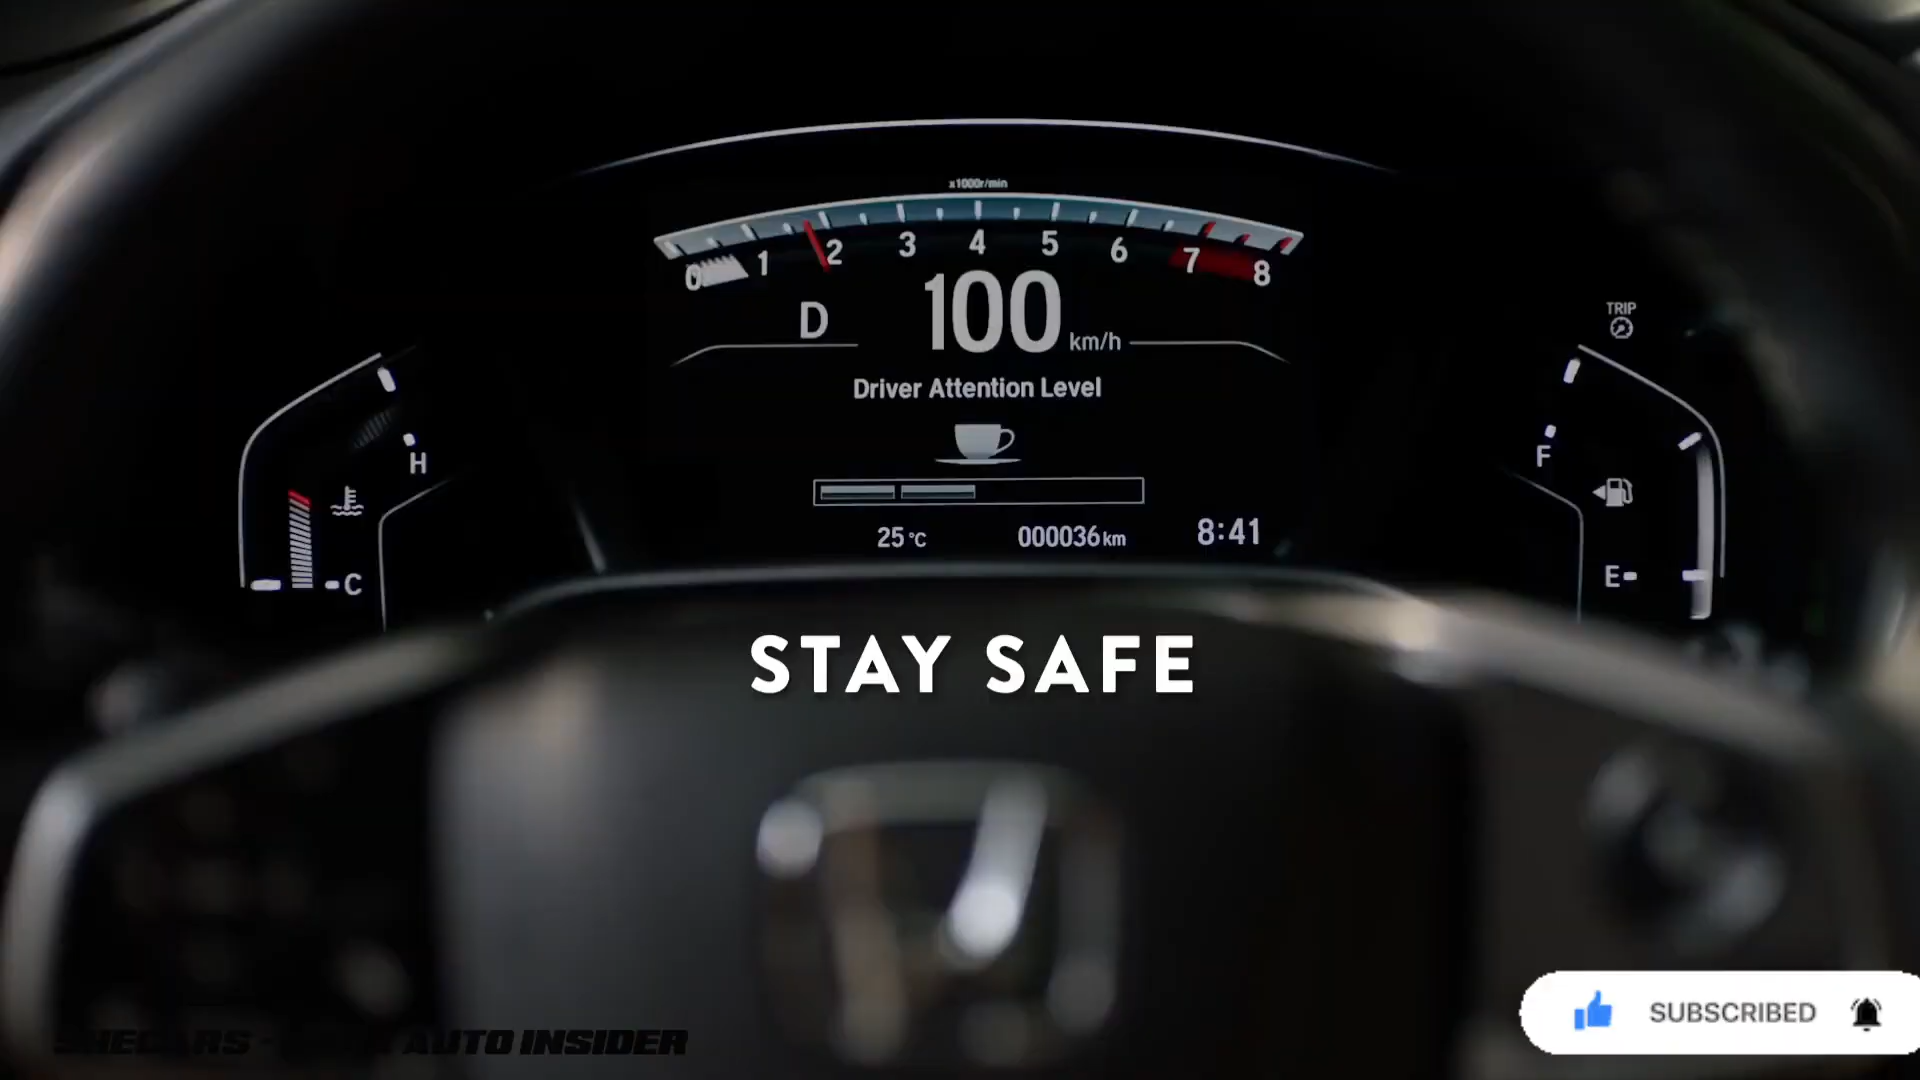 x1000r/min
0 1 2 3 4 5 6 7 8
D 100 km/h
TRIP
Driver Attention Level
H
F
25 °C 000036 km 8:41
C
E
STAY SAFE
SHECARS - AUTO INSIDER
SUBSCRIBED